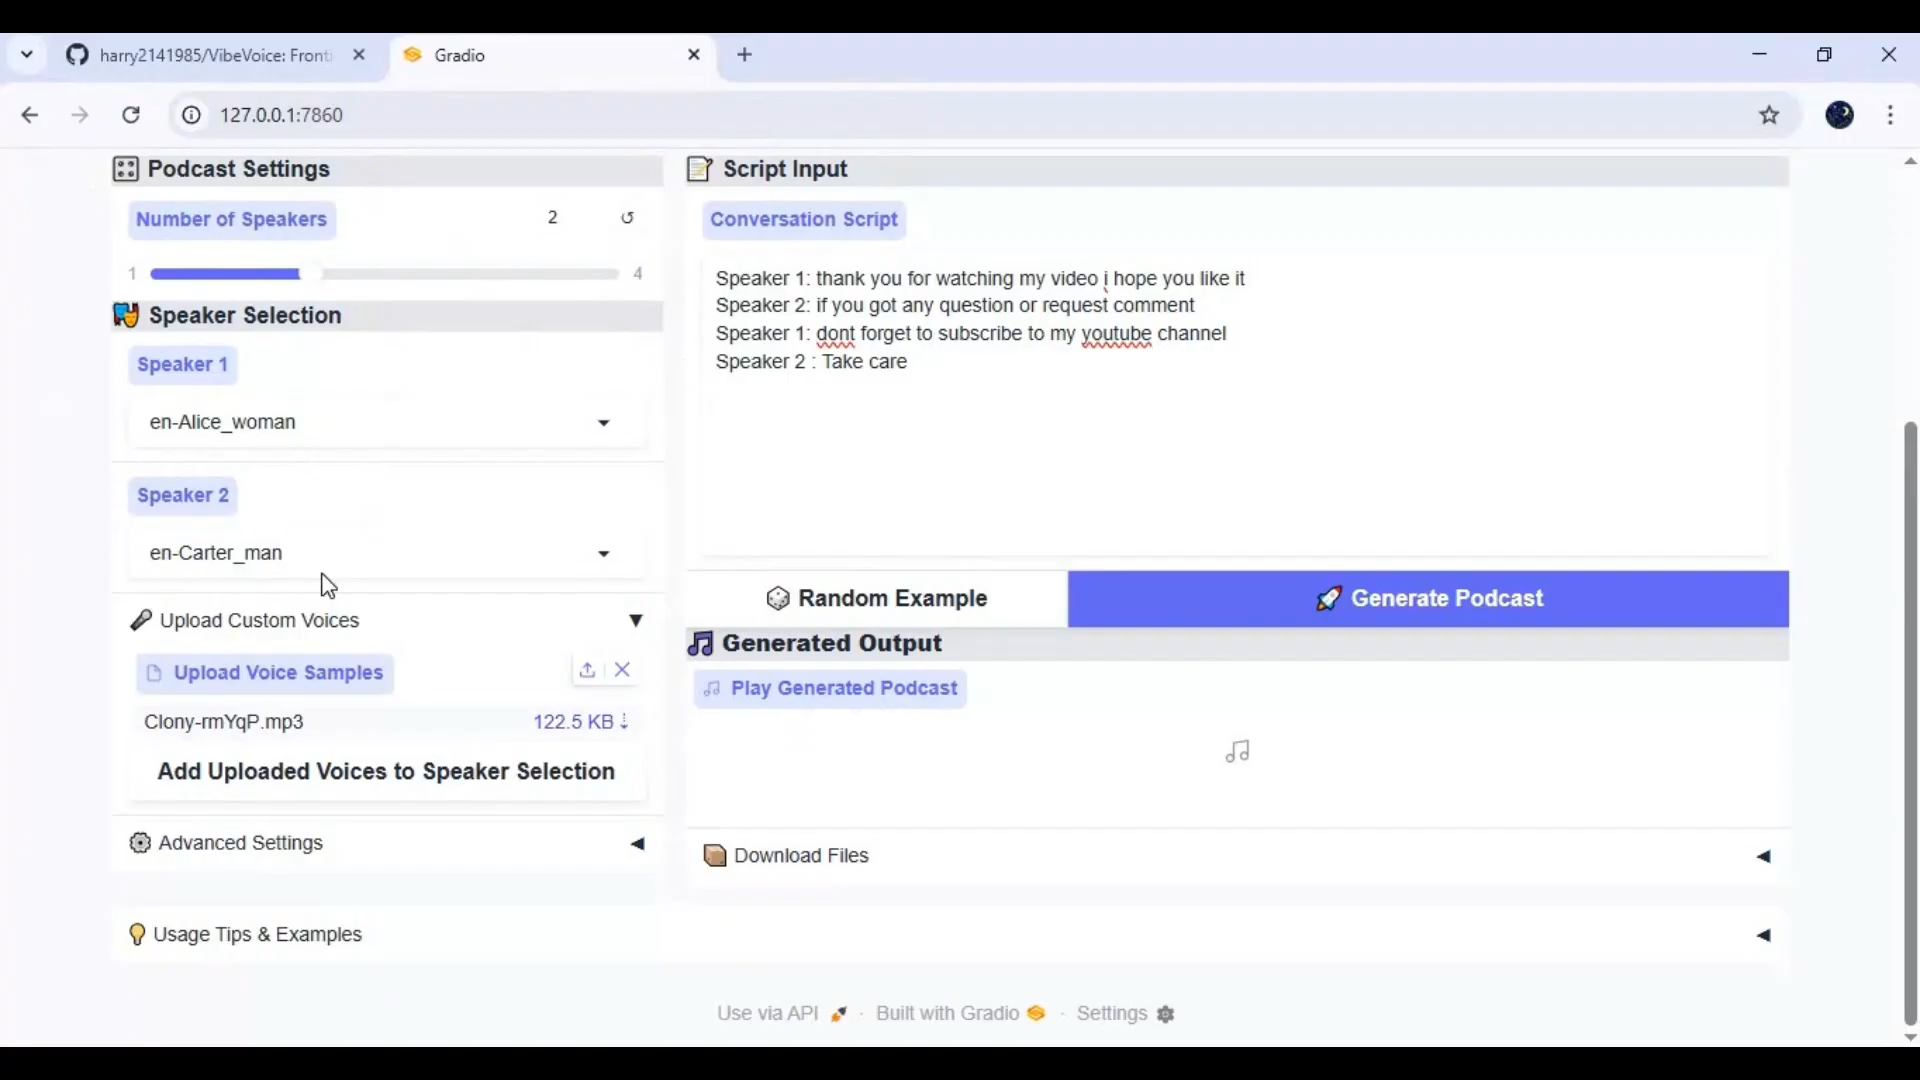 harry2141985/VibeVoice: Front
Gradio
127.0.0.1:7860
Podcast Settings
Number of Speakers
2
1
4
Speaker Selection
Speaker 1
en-Alice_woman
Speaker 2
en-Carter_man
Upload Custom Voices
Upload Voice Samples
Clony-rmYqP.mp3
122.5 KB
Add Uploaded Voices to Speaker Selection
Advanced Settings
Script Input
Conversation Script
Speaker 1: thank you for watching my video i hope you like it
Speaker 2: if you got any question or request comment
Speaker 1: dont forget to subscribe to my youtube channel
Speaker 2 : Take care
Random Example
Generate Podcast
Generated Output
Play Generated Podcast
Download Files
Usage Tips & Examples
Use via API · Built with Gradio · Settings